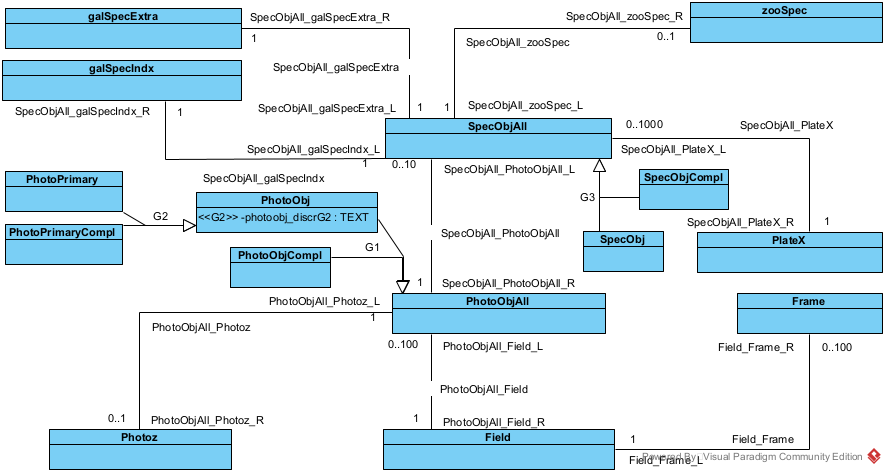 galSpecExtra
SpecObjAll_galSpecExtra_R
1
SpecObjAll_galSpecExtra
SpecObjAll_galSpecExtra_L
1
SpecObjAll_zooSpec_R
zooSpec
0..1
SpecObjAll_zooSpec
1
SpecObjAll_zooSpec_L
galSpecIndx
SpecObjAll_galSpecIndx_R
1
SpecObjAll_galSpecIndx_L
1
SpecObjAll_galSpecIndx
SpecObjAll
0..1000
SpecObjAll_PlateX
SpecObjAll_PlateX_L
0..10
SpecObjAll_PhotoObjAll_L
SpecObjCompl
G3
SpecObj
SpecObjAll_PlateX_R
1
PlateX
PhotoPrimary
G2
PhotoPrimaryCompl
PhotoObj
<<G2>> -photoobj_discrG2 : TEXT
G1
PhotoObjCompl
SpecObjAll_PhotoObjAll
1
SpecObjAll_PhotoObjAll_R
PhotoObjAll
PhotoObjAll_Photoz_L
1
PhotoObjAll_Photoz
0..1
PhotoObjAll_Photoz_R
Photoz
0..100
PhotoObjAll_Field_L
PhotoObjAll_Field
1
PhotoObjAll_Field_R
Field
Frame
Field_Frame_R
0..100
1
Field_Frame
Field_Frame_L
Powered By Visual Paradigm Community Edition